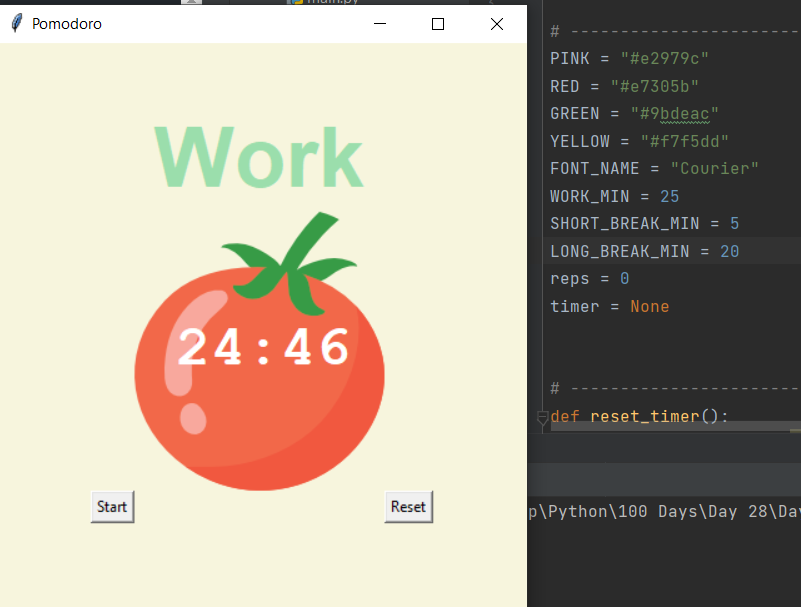 main.py
Pomodoro
Work
24:46
Start
Reset
# ------------------------
PINK = "#e2979c"
RED = "#e7305b"
GREEN = "#9bdeac"
YELLOW = "#f7f5dd"
FONT_NAME = "Courier"
WORK_MIN = 25
SHORT_BREAK_MIN = 5
LONG_BREAK_MIN = 20
reps = 0
timer = None
# ------------------------
def reset_timer():
p\Python\100 Days\Day 28\Day